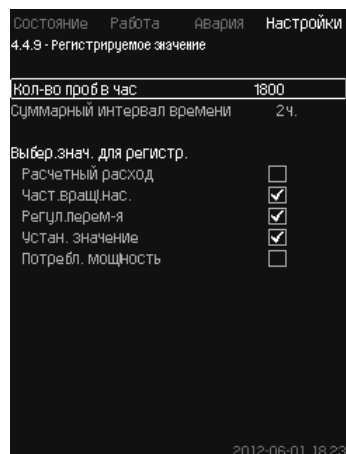 Состояние Работа Авария Настройки
4.4.9 - Регистрируемое значение
Кол-во проб в час 1800
Суммарный интервал времени 2ч.
Выбер.знач. для регистр.
Расчетный расход
Част.вращ.нас.
Регул.перем-я
Устан. значение
Потребл. мощность
2012-06-01 18:23